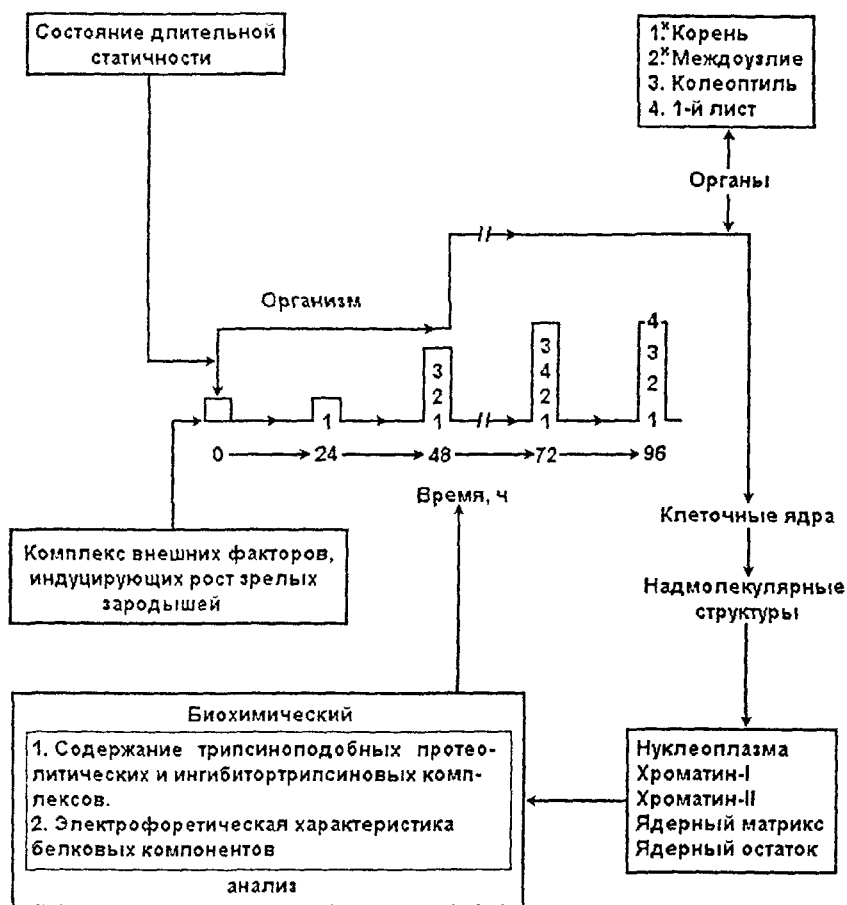 Состояние длительной
статичности
1.ˣ Корень
2.ˣ Междоузлие
3. Колеоптиль
4. 1-й лист
Органы
Организм
1
3
2
1
3
4
2
1
4
3
2
1
0 24 48 72 96
Время, ч
Комплекс внешних факторов,
индуцирующих рост зрелых
зародышей
Клеточные ядра
Надмолекулярные
структуры
Нуклеоплазма
Хроматин-I
Хроматин-II
Ядерный матрикс
Ядерный остаток
Биохимический
1. Содержание трипсиноподобных протео-
литических и ингибитортрипсиновых комп-
лексов.
2. Электрофоретическая характеристика
белковых компонентов
анализ